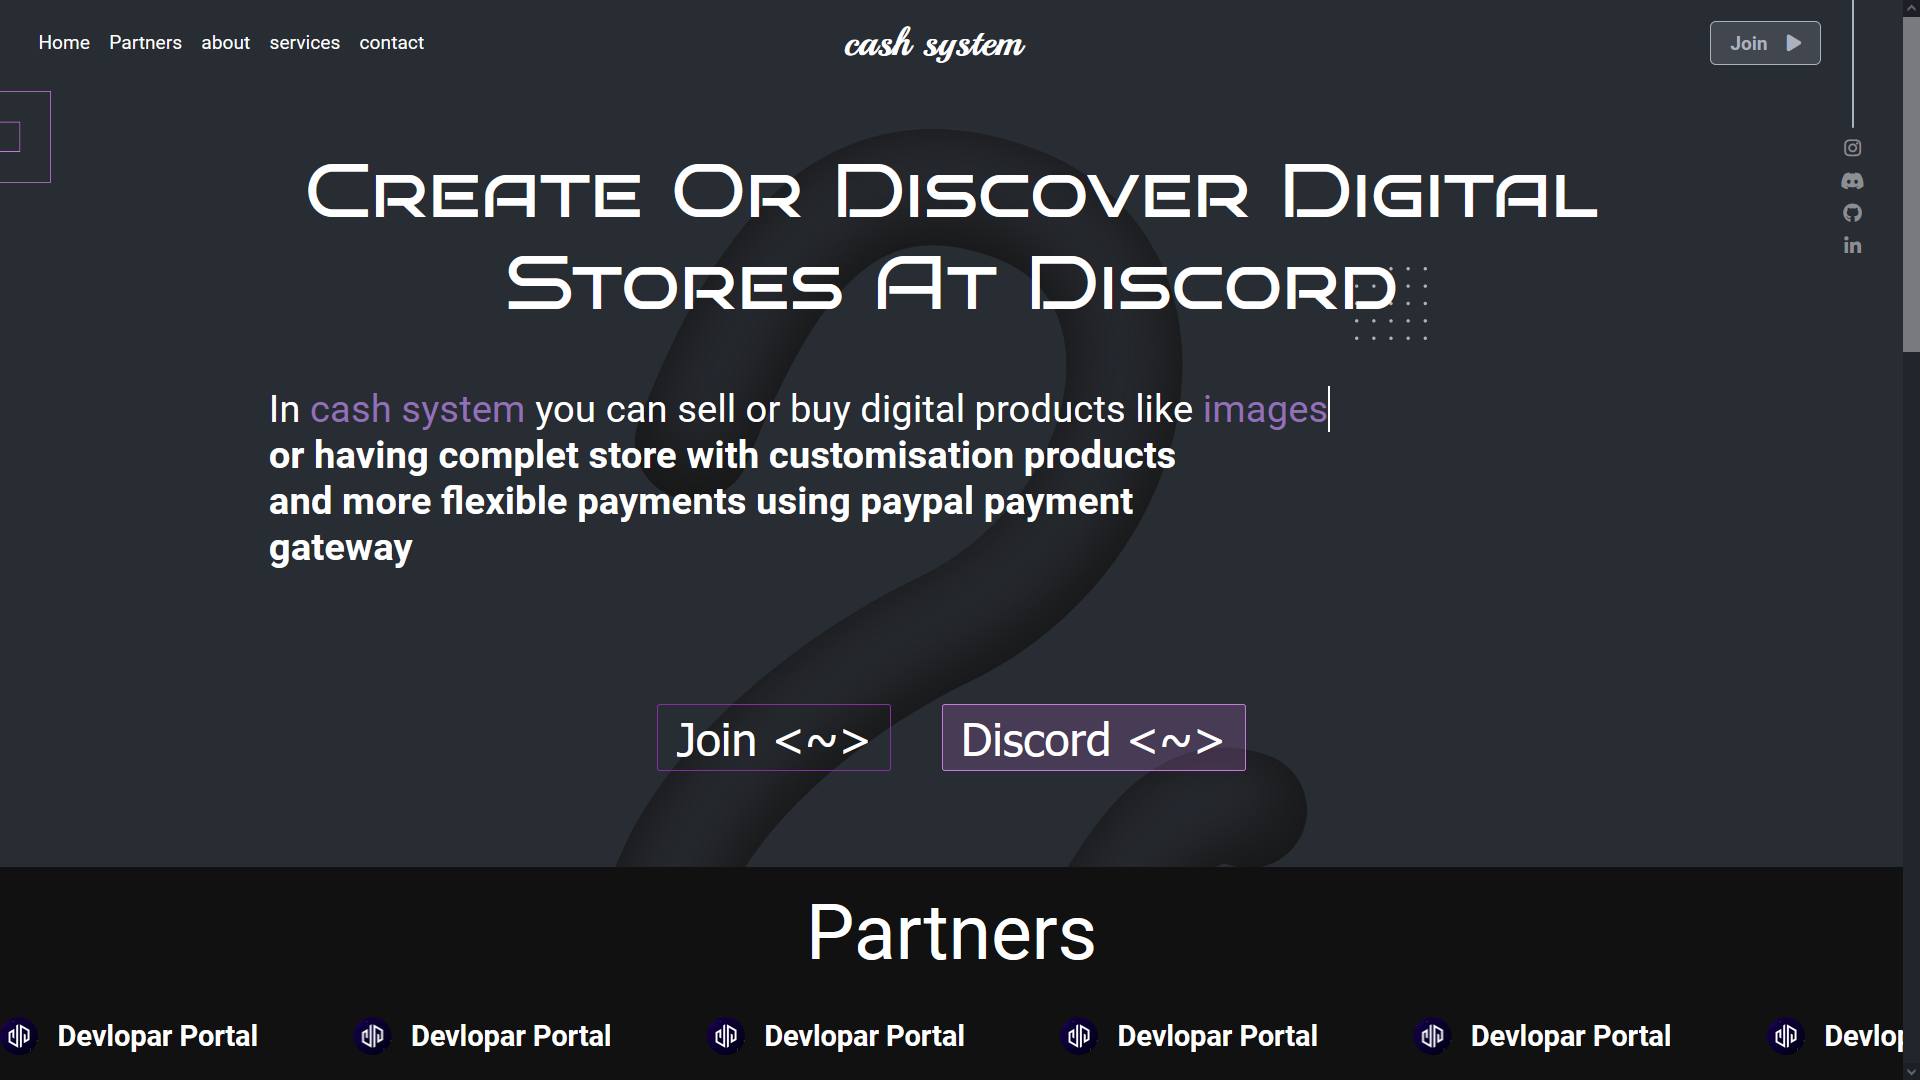 Home Partners about services contact
cash system
Join
Create Or Discover Digital
Stores At Discord
In cash system you can sell or buy digital products like images
or having complet store with customisation products
and more flexible payments using paypal payment
gateway
Join <~>
Discord <~>
Partners
Devlopar Portal Devlopar Portal Devlopar Portal Devlopar Portal Devlopar Portal Devlop